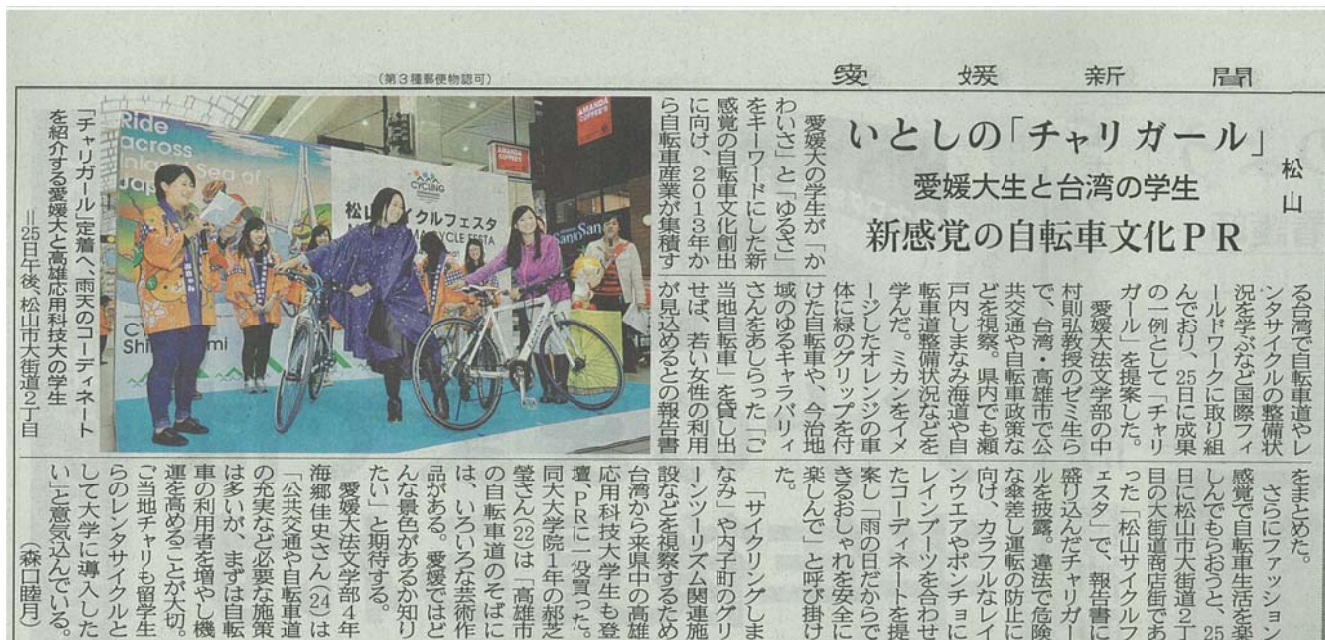 愛媛新聞
(第3種郵便物認可)
松山
いとしの「チャリガール」
愛媛大生と台湾の学生
新感覚の自転車文化PR
愛媛大の学生が「か
わいさ」と「ゆるさ」
をキーワードにした新
感覚の自転車文化創出
に向け、2013年か
ら自転車産業が集積す
る台湾で自転車道やレ
ンタサイクルの整備状
況を学ぶなど国際フィ
ールドワークに取り組
んでおり、25日に成果
の一例として「チャリ
ガール」を提案した。
愛媛大法文学部の中
村則弘教授のゼミ生ら
で、台湾・高雄市で公
共交通や自転車政策な
どを視察。県内でも瀬
戸内しまなみ海道や自
転車道整備状況などを
学んだ。ミカンをイメ
ージしたオレンジの車
体に緑のグリップを付
けた自転車や、今治地
域のゆるキャラバリィ
さんをあしらった「ご
当地自転車」を貸し出
せば、若い女性の利用
が見込めるとの報告書
をまとめた。
さらにファッション
感覚で自転車生活を楽
しんでもらおうと、25
日に松山市大街道2丁
目の大街道商店街であ
った「松山サイクルフ
ェスタ」で、報告書に
盛り込んだチャリガー
ルを披露。違法で危険
な傘差し運転の防止に
向け、カラフルなレイ
ンウエアやポンチョに
レインブーツを合わせ
たコーディネートを提
案し「雨の日だからで
きるおしゃれを安全に
楽しんで」と呼び掛け
た。
「サイクリングしま
なみ」や内子町のグリ
ーンツーリズム関連施
設などを視察するため
台湾から来県中の高雄
応用科技大学生も登
壇、PRに一役買った。
同大大学院1年の郝芝
瑩さん(22)は「高雄市
の自転車道のそばに
は、いろいろな芸術作
品がある。愛媛ではど
んな景色があるか知り
たい」と期待する。
愛媛大法文学部4年
海郷佳史さん(24)は
「公共交通や自転車道
の充実など必要な施策
は多いが、まずは自転
車の利用者を増やし機
運を高めることが大切。
ご当地チャリも留学生
らのレンタサイクルと
して大学に導入した
い」と意気込んでいる。
(森口睦月)
「チャリガール」定着へ、雨天のコーディネート
を紹介する愛媛大と高雄応用科技大の学生
=25日午後、松山市大街道2丁目
Ride
across
Inland Sea of
Japan
CYCLING
松山サイクルフェスタ
CYCLE FESTA
AMANDA
COFFEE'S
AMANDA
COFFEE'S
SanSan